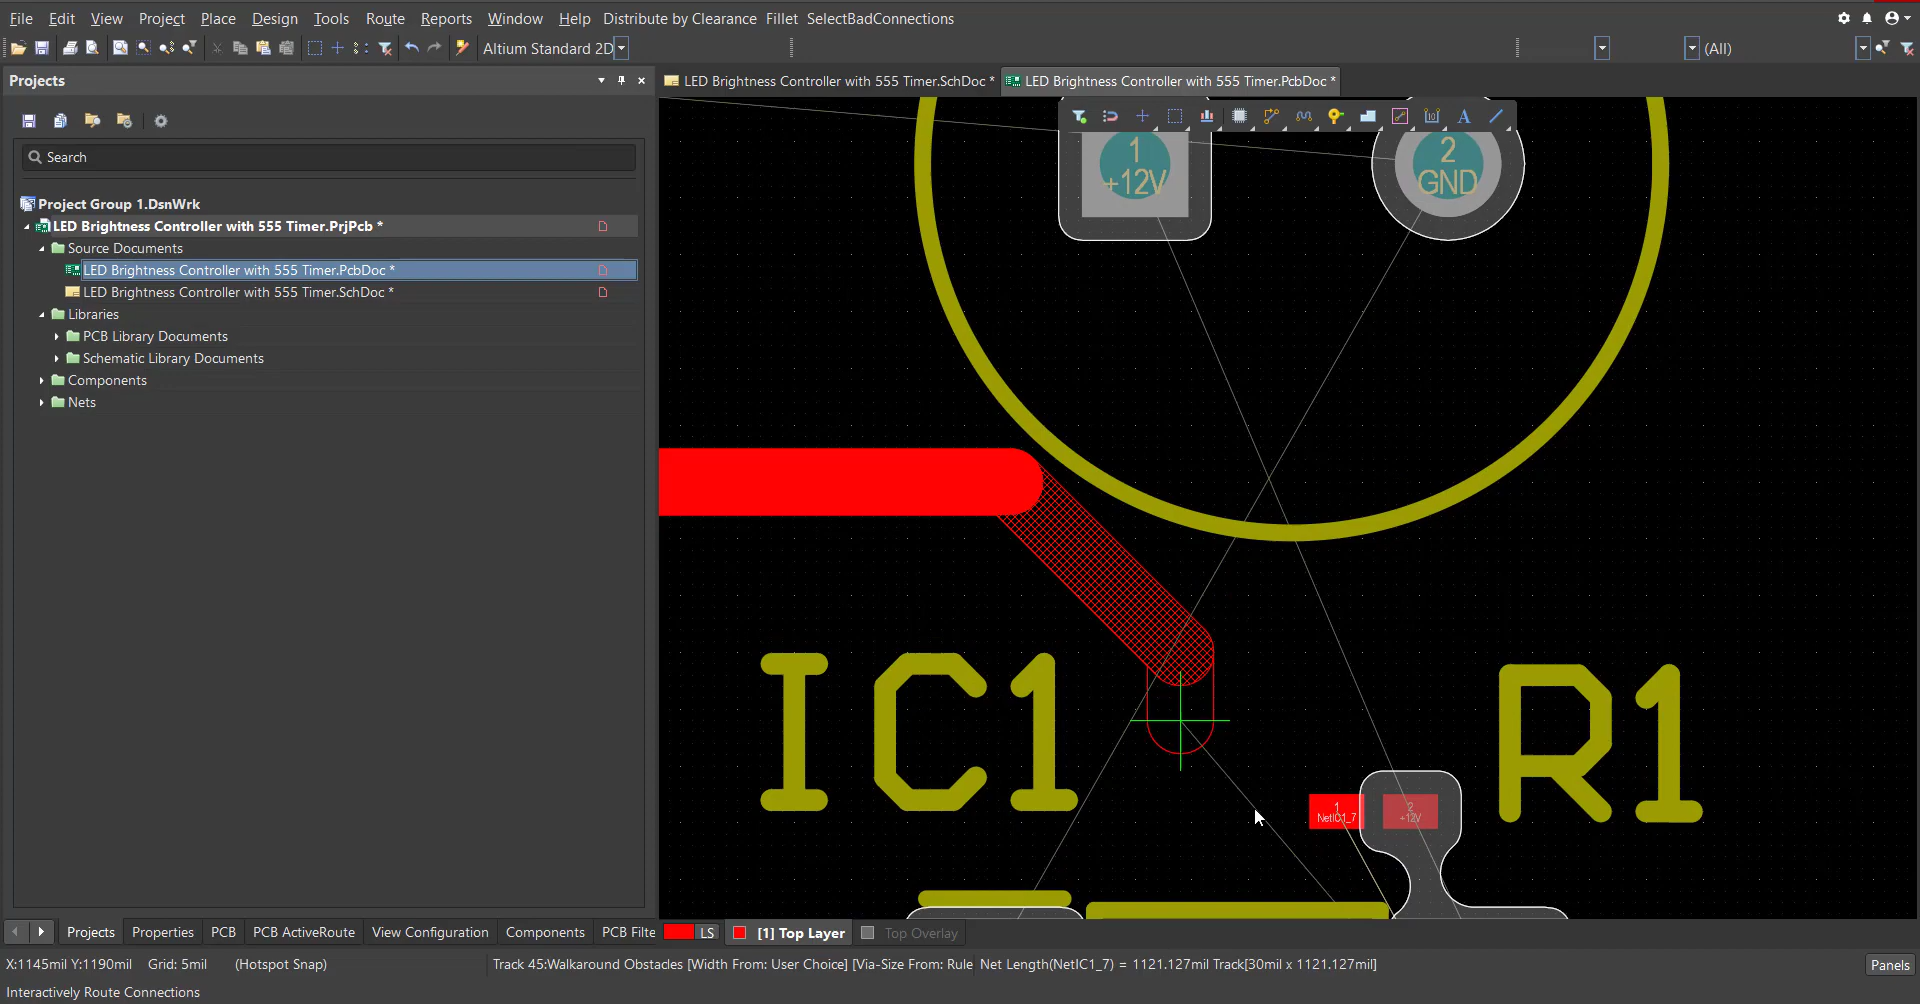 File Edit View Project Place Design Tools Route Reports Window Help Distribute by Clearance Fillet SelectBadConnections
Altium Standard 2D
(All)
Projects
LED Brightness Controller with 555 Timer.SchDoc *
LED Brightness Controller with 555 Timer.PcbDoc *
Search
Project Group 1.DsnWrk
LED Brightness Controller with 555 Timer.PrjPcb *
Source Documents
LED Brightness Controller with 555 Timer.PcbDoc *
LED Brightness Controller with 555 Timer.SchDoc *
Libraries
PCB Library Documents
Schematic Library Documents
Components
Nets
1
+12V
2
GND
IC1
R1
1
NetIC1_7
2
+12V
Projects Properties PCB PCB ActiveRoute View Configuration Components PCB Filte
LS [1] Top Layer Top Overlay
X:1145mil Y:1190mil Grid: 5mil (Hotspot Snap)
Track 45:Walkaround Obstacles [Width From: User Choice] [Via-Size From: Rule Net Length(NetIC1_7) = 1121.127mil Track[30mil x 1121.127mil]
Panels
Interactively Route Connections